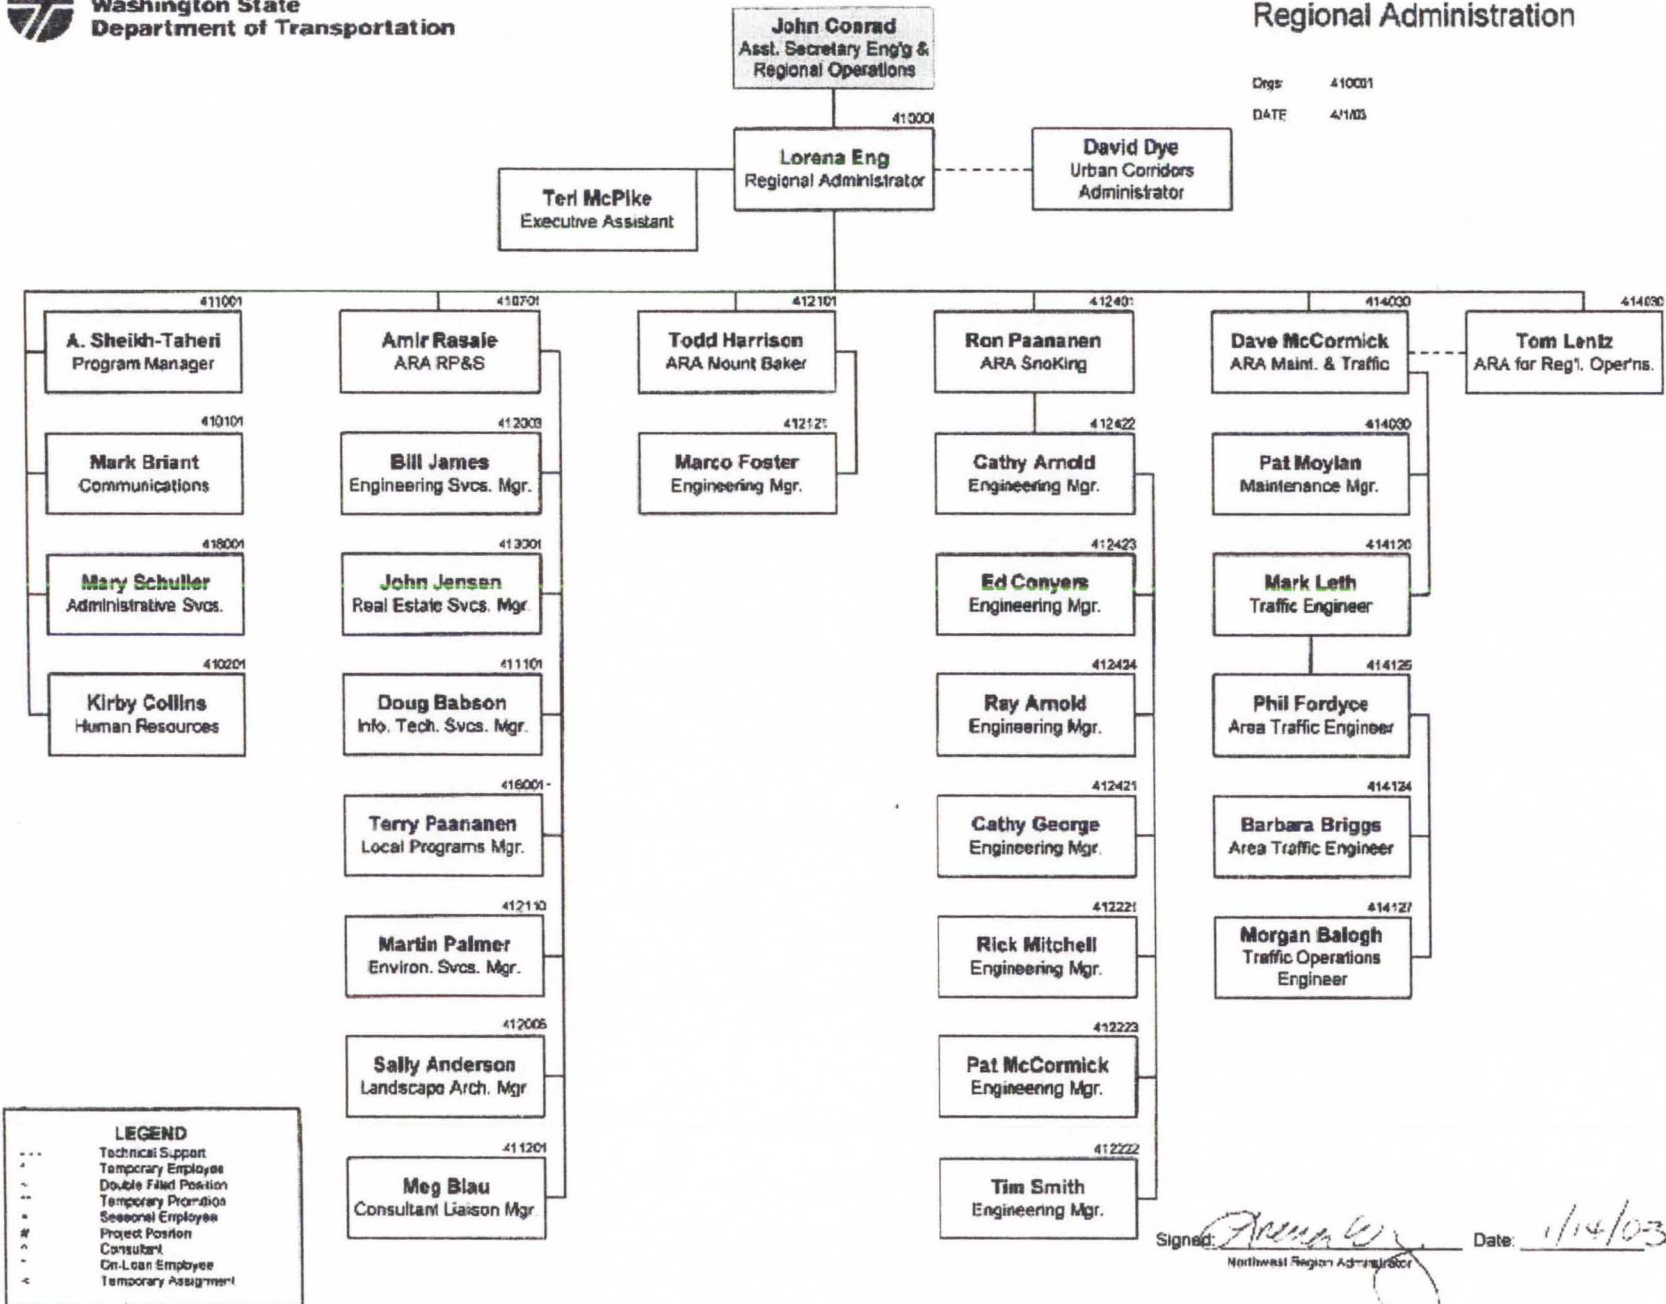 Washington State
Department of Transportation
Regional Administration
Orgs 410001
DATE 4/1/03
John Conrad
Asst. Secretary Eng'g &
Regional Operations
410001
Lorena Eng
Regional Administrator
David Dye
Urban Corridors
Administrator
Teri McPike
Executive Assistant
411001
A. Sheikh-Taheri
Program Manager
410101
Mark Briant
Communications
418001
Mary Schuller
Administrative Svcs.
410201
Kirby Collins
Human Resources
410701
Amir Rasaie
ARA RP&S
412003
Bill James
Engineering Svcs. Mgr.
413001
John Jensen
Real Estate Svcs. Mgr.
411101
Doug Babson
Info. Tech. Svcs. Mgr.
416001-
Terry Paananen
Local Programs Mgr.
412110
Martin Palmer
Environ. Svcs. Mgr.
412006
Sally Anderson
Landscape Arch. Mgr
411201
Meg Blau
Consultant Liaison Mgr.
412101
Todd Harrison
ARA Mount Baker
412121
Marco Foster
Engineering Mgr.
412401
Ron Paananen
ARA SnoKing
412422
Cathy Arnold
Engineering Mgr.
412423
Ed Conyers
Engineering Mgr.
412424
Ray Arnold
Engineering Mgr.
412421
Cathy George
Engineering Mgr.
412221
Rick Mitchell
Engineering Mgr.
412223
Pat McCormick
Engineering Mgr.
412222
Tim Smith
Engineering Mgr.
414030
Dave McCormick
ARA Maint. & Traffic
414030
Pat Moylan
Maintenance Mgr.
414120
Mark Leth
Traffic Engineer
414125
Phil Fordyce
Area Traffic Engineer
414124
Barbara Briggs
Area Traffic Engineer
414127
Morgan Balogh
Traffic Operations
Engineer
414030
Tom Lentz
ARA for Reg'l. Oper'ns.
LEGEND
--- Technical Support
Temporary Employee
~ Double Filled Position
** Temporary Promotion
Seasonal Employee
# Project Position
^ Consultant
On-Loan Employee
< Temporary Assignment
Signed: Date: 1/14/03
Northwest Region Administrator